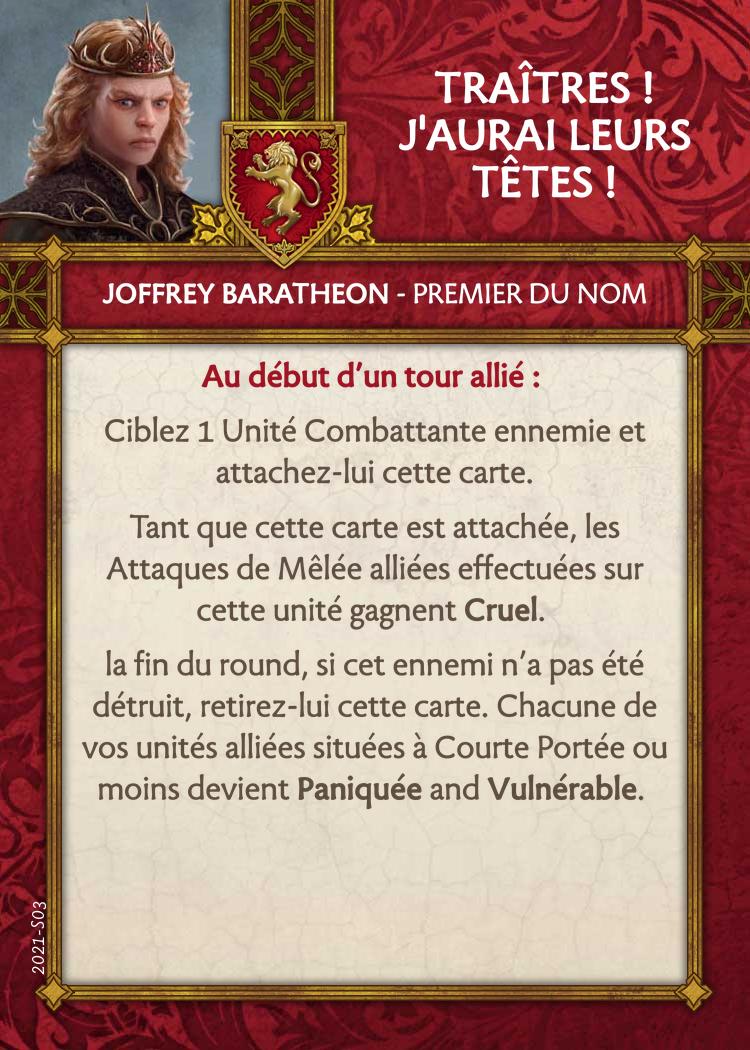 TRAÎTRES !
J'AURAI LEURS
TÊTES !
JOFFREY BARATHEON - PREMIER DU NOM
Au début d’un tour allié :
Ciblez 1 Unité Combattante ennemie et
attachez-lui cette carte.
Tant que cette carte est attachée, les
Attaques de Mêlée alliées effectuées sur
cette unité gagnent Cruel.
la fin du round, si cet ennemi n’a pas été
détruit, retirez-lui cette carte. Chacune de
vos unités alliées situées à Courte Portée ou
moins devient Paniquée and Vulnérable.
2021-S03